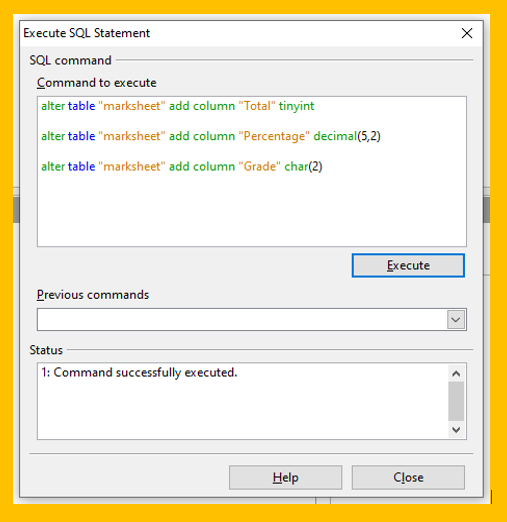 Execute SQL Statement
SQL command
Command to execute
alter table "marksheet" add column "Total" tinyint
alter table "marksheet" add column "Percentage" decimal(5,2)
alter table "marksheet" add column "Grade" char(2)
Execute
Previous commands
Status
1: Command successfully executed.
Help
Close